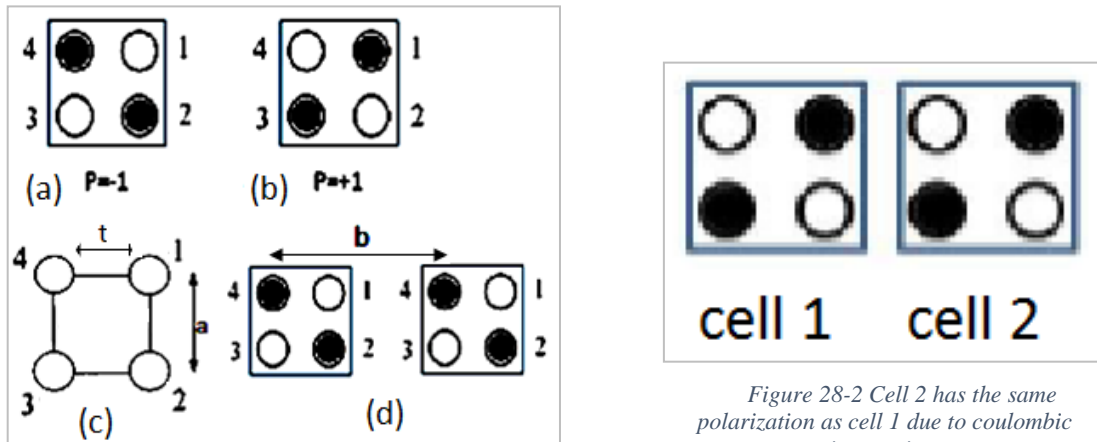 4 1
3 2
(a) P=-1
4 1
3 2
(b) P=+1
t
4 1
a
3 2
(c)
b
4 1
3 2
4 1
3 2
(d)
cell 1 cell 2
Figure 28-2 Cell 2 has the same
polarization as cell 1 due to coulombic